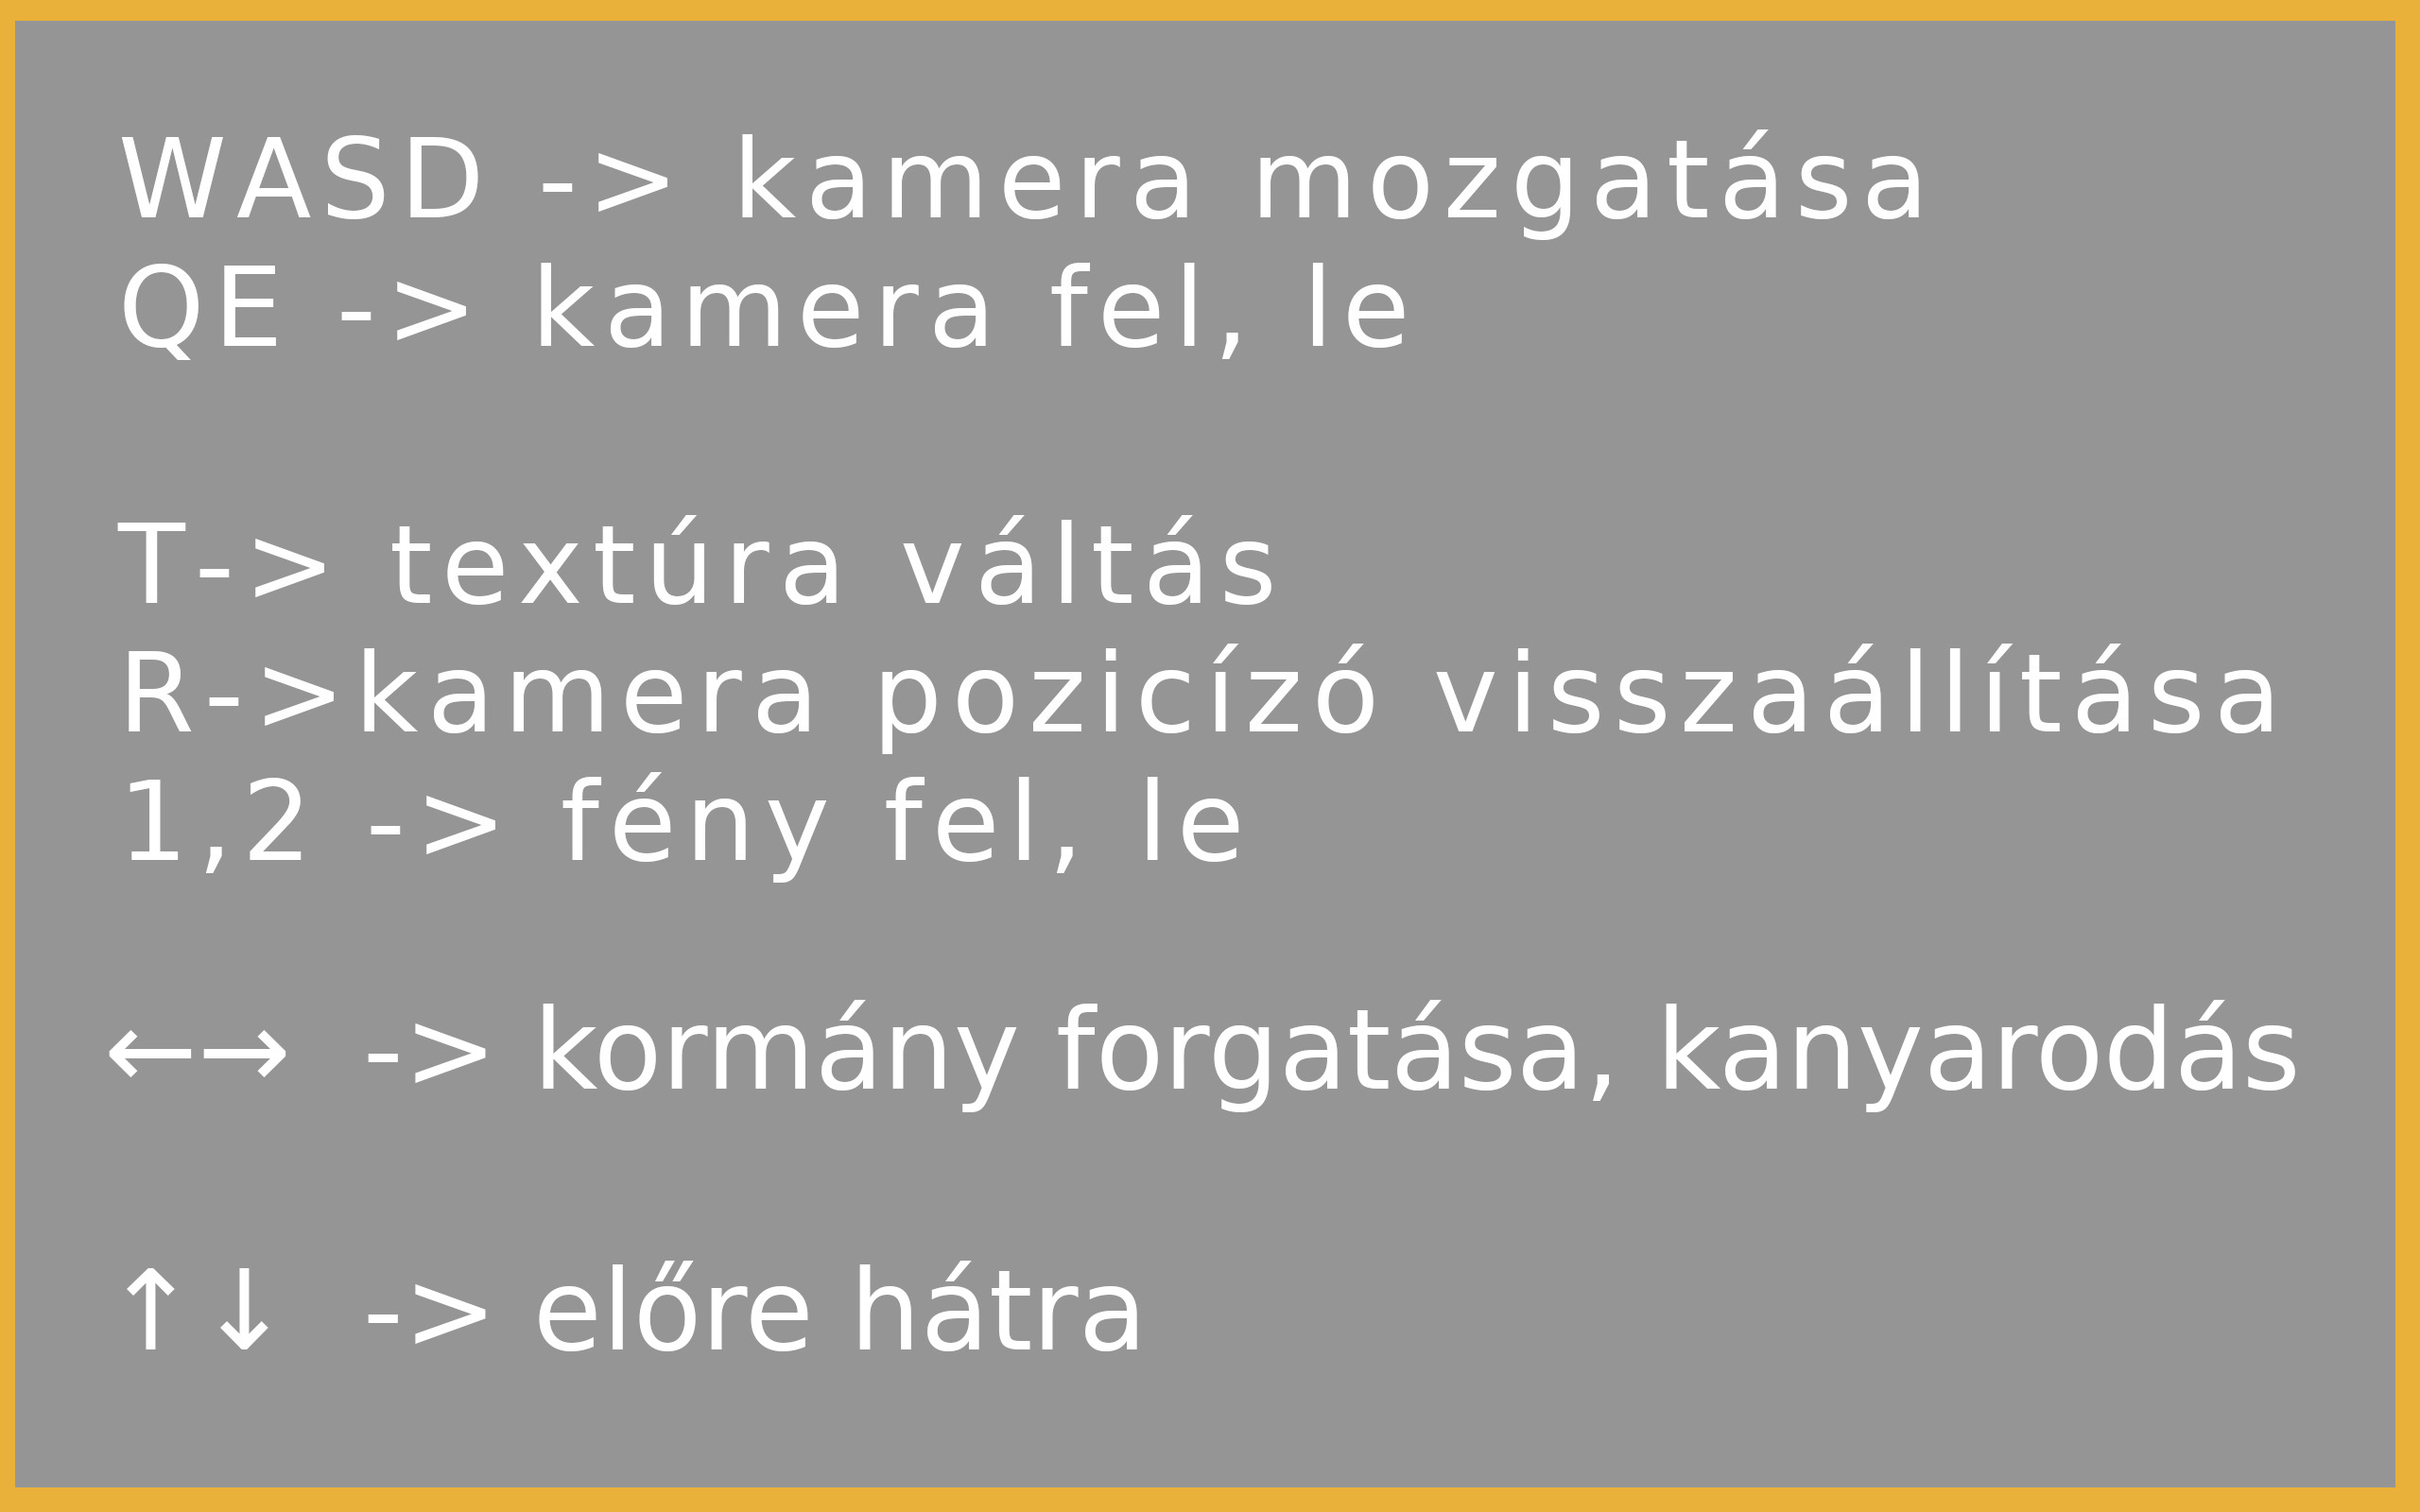 WASD -> kamera mozgatása
QE -> kamera fel, le
T-> textúra váltás
R->kamera pozicízó visszaállítása
1,2 -> fény fel, le
←→ -> kormány forgatása, kanyarodás
↑↓ -> előre hátra